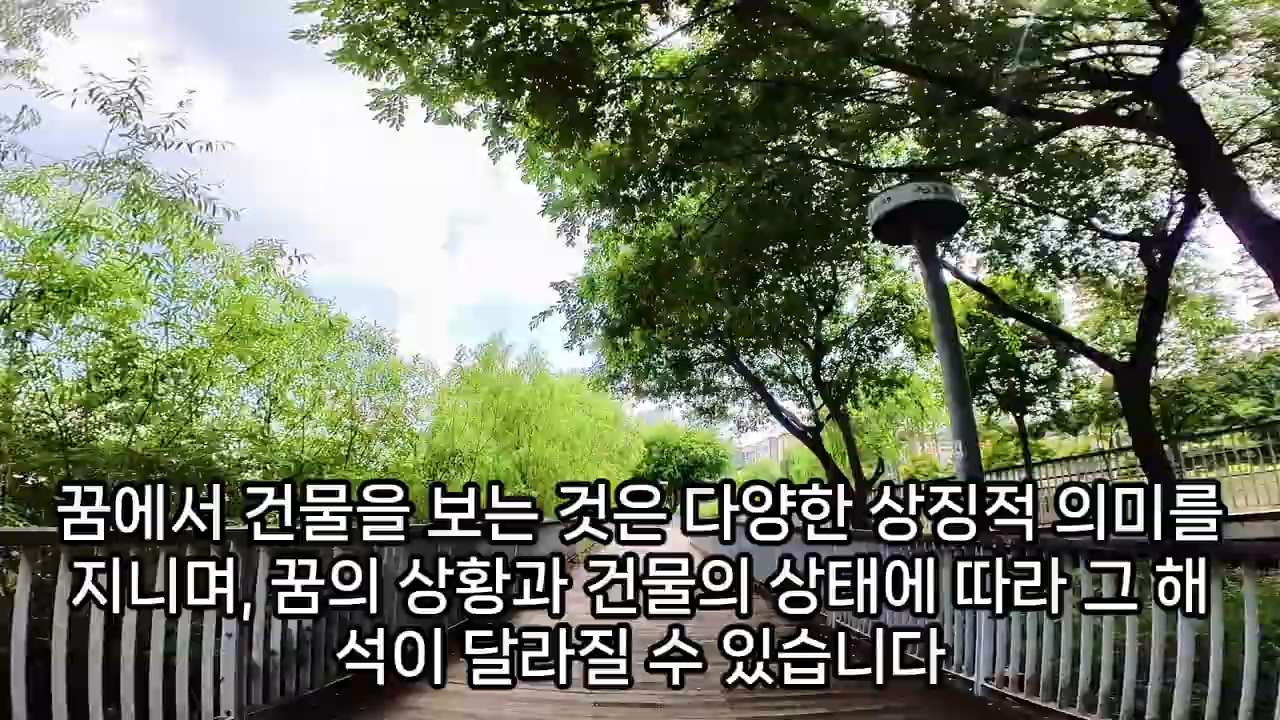 꿈에서 건물을 보는 것은 다양한 상징적 의미를
지니며, 꿈의 상황과 건물의 상태에 따라 그 해
석이 달라질 수 있습니다